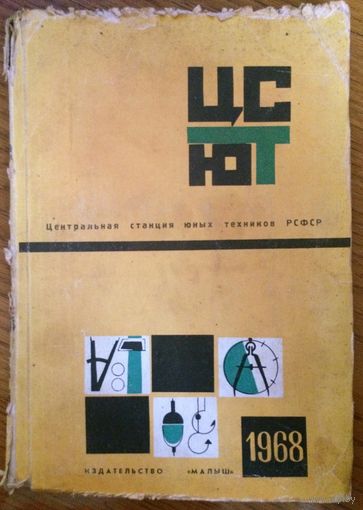 ЦС
ЮТ
Центральная станция юных техников РСФСР
1968
ИЗДАТЕЛЬСТВО «МАЛЫШ»